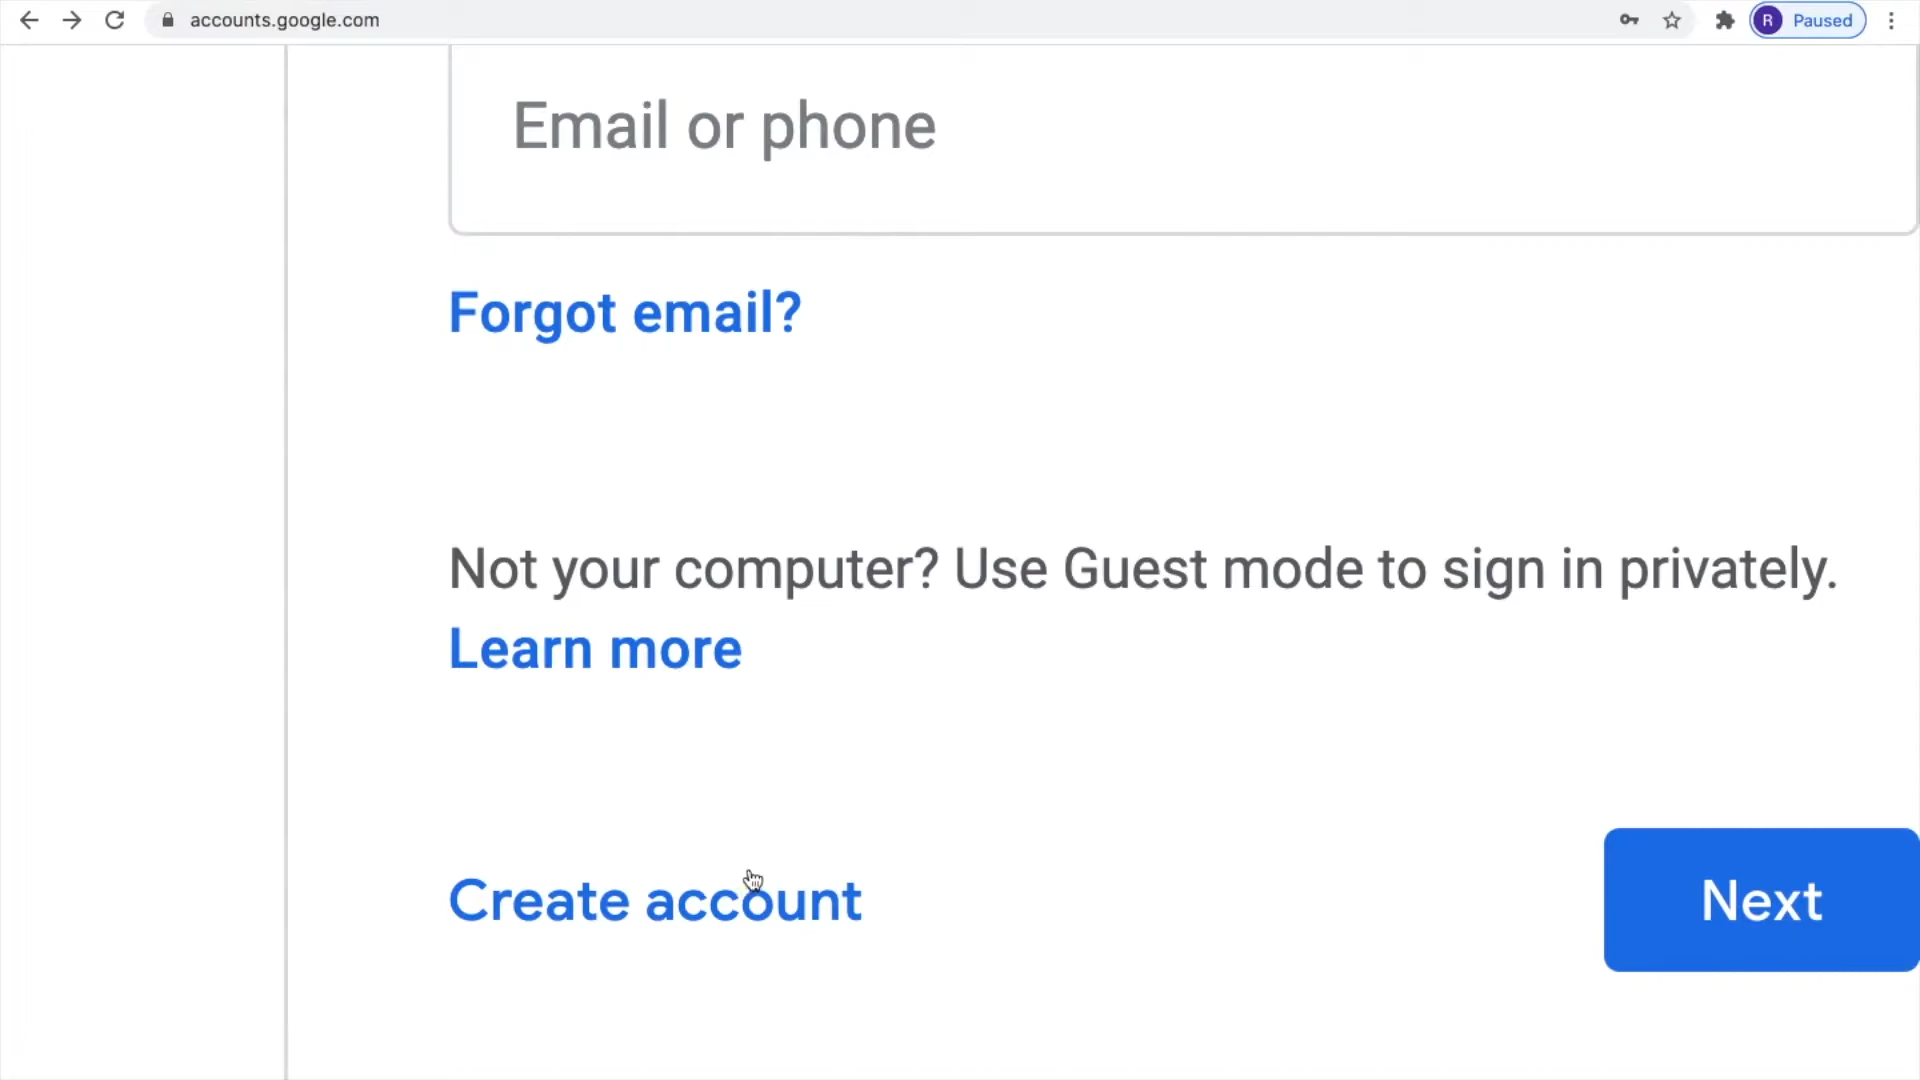 accounts.google.com
R Paused
Email or phone
Forgot email?
Not your computer? Use Guest mode to sign in privately.
Learn more
Create account
Next